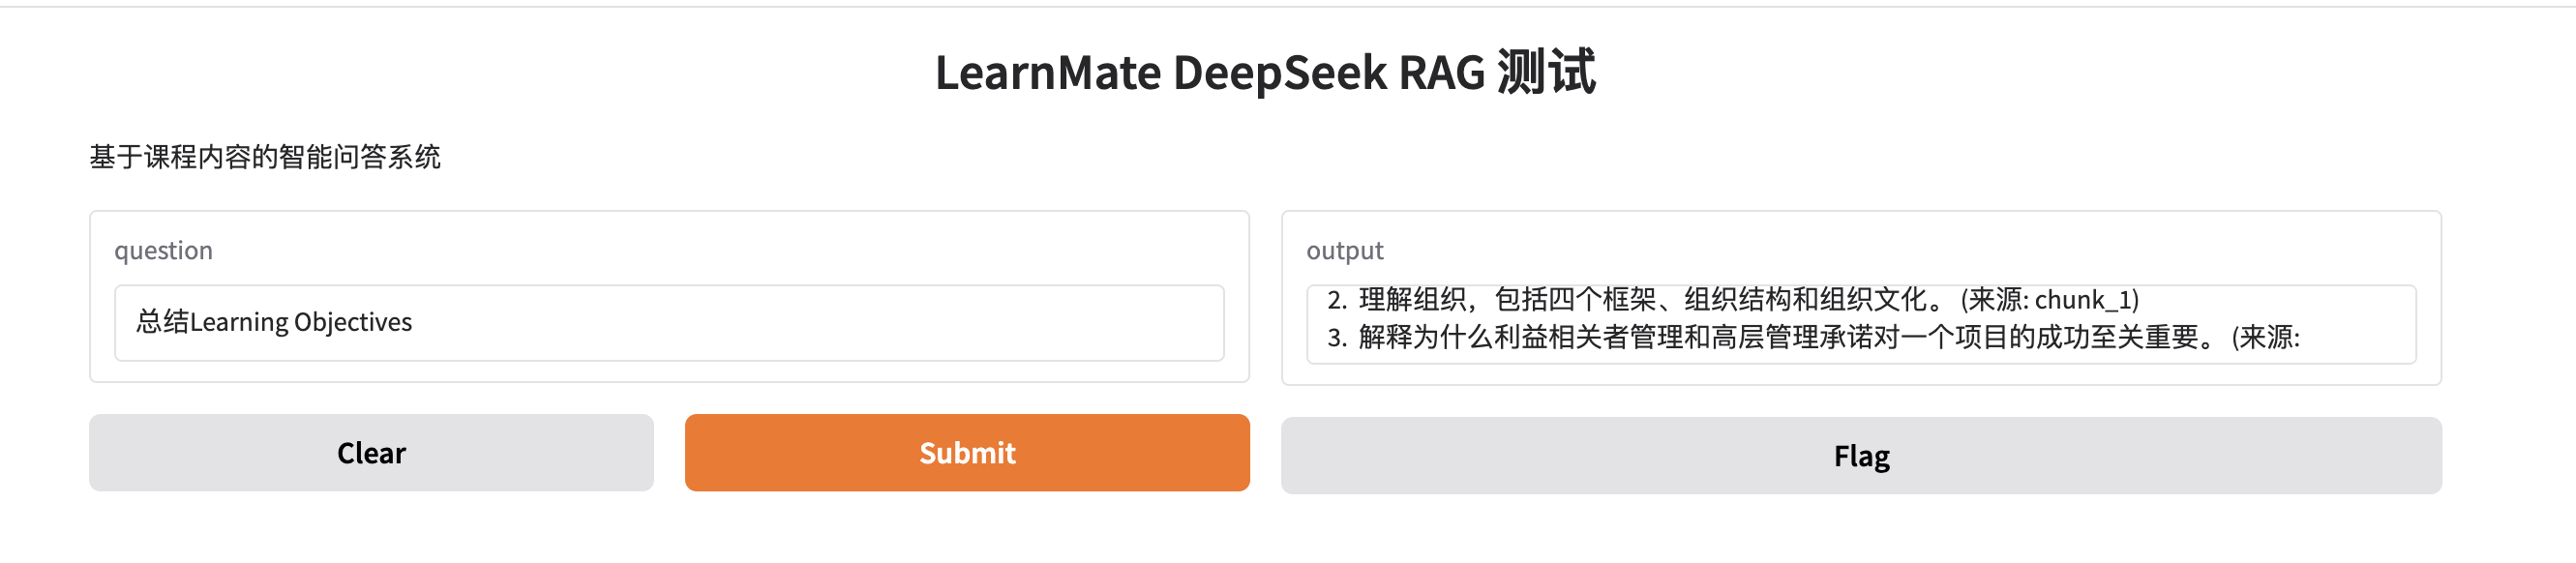 LearnMate DeepSeek RAG 测试
基于课程内容的智能问答系统
question
总结Learning Objectives
output
2. 理解组织，包括四个框架、组织结构和组织文化。 (来源: chunk_1)
3. 解释为什么利益相关者管理和高层管理承诺对一个项目的成功至关重要。 (来源:
Clear
Submit
Flag